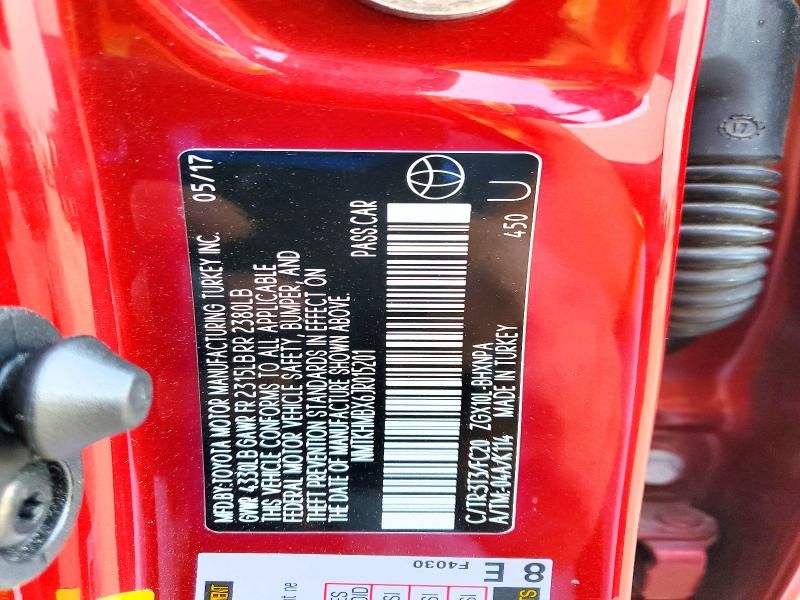 MFD.BY:TOYOTA MOTOR MANUFACTURING TURKEY INC. 05/17
GVWR 4330LB GAWR FR 2315LB RR 2380LB
THIS VEHICLE CONFORMS TO ALL APPLICABLE
FEDERAL MOTOR VEHICLE SAFETY, BUMPER, AND
THEFT PREVENTION STANDARDS IN EFFECT ON
THE DATE OF MANUFACTURE SHOWN ABOVE.
NMTKHMBX6JR015201 PASS.CAR
C/TR:3T3/FC20 ZGX10L-BHXNPA
A/TM:-04A/K114 MADE IN TURKEY
450 U
17
F4030
8
E